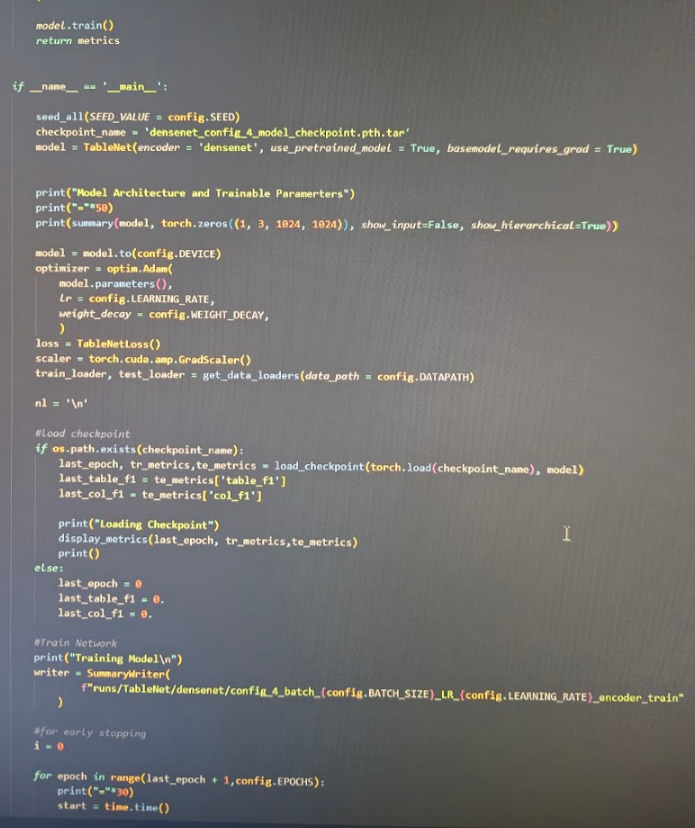 model.train()
return metrics
if __name__ == '__main__':
seed_all(SEED_VALUE = config.SEED)
checkpoint_name = 'densenet_config_4_model_checkpoint.pth.tar'
model = TableNet(encoder = 'densenet', use_pretrained_model = True, basemodel_requires_grad = True)
print("Model Architecture and Trainable Paramerters")
print("="*50)
print(summary(model, torch.zeros((1, 3, 1024, 1024)), show_input=False, show_hierarchical=True))
model = model.to(config.DEVICE)
optimizer = optim.Adam(
model.parameters(),
lr = config.LEARNING_RATE,
weight_decay = config.WEIGHT_DECAY,
)
loss = TableNetLoss()
scaler = torch.cuda.amp.GradScaler()
train_loader, test_loader = get_data_loaders(data_path = config.DATAPATH)
nl = '\n'
#Load checkpoint
if os.path.exists(checkpoint_name):
last_epoch, tr_metrics,te_metrics = load_checkpoint(torch.load(checkpoint_name), model)
last_table_f1 = te_metrics['table_f1']
last_col_f1 = te_metrics['col_f1']
print("Loading Checkpoint")
display_metrics(last_epoch, tr_metrics,te_metrics)
print()
else:
last_epoch = 0
last_table_f1 = 0.
last_col_f1 = 0.
#Train Network
print("Training Model\n")
writer = SummaryWriter(
f"runs/TableNet/densenet/config_4_batch_{config.BATCH_SIZE}_LR_{config.LEARNING_RATE}_encoder_train"
)
#for early stopping
i = 0
for epoch in range(last_epoch + 1,config.EPOCHS):
print("="*30)
start = time.time()